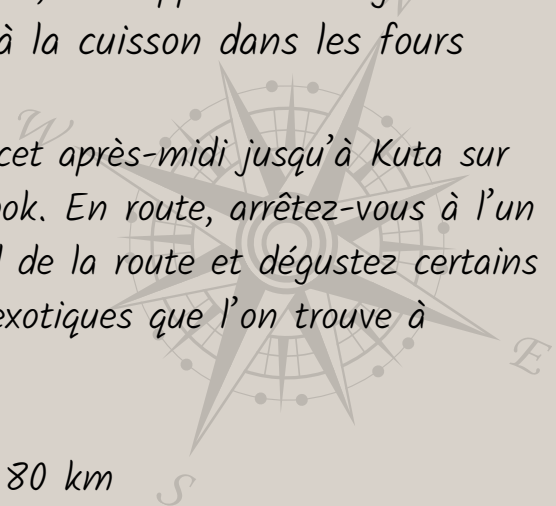 à la cuisson dans les fours
cet après-midi jusqu'à Kuta sur
ok. En route, arrêtez-vous à l'un
de la route et dégustez certains
exotiques que l'on trouve à
80 km
N
W
E
S